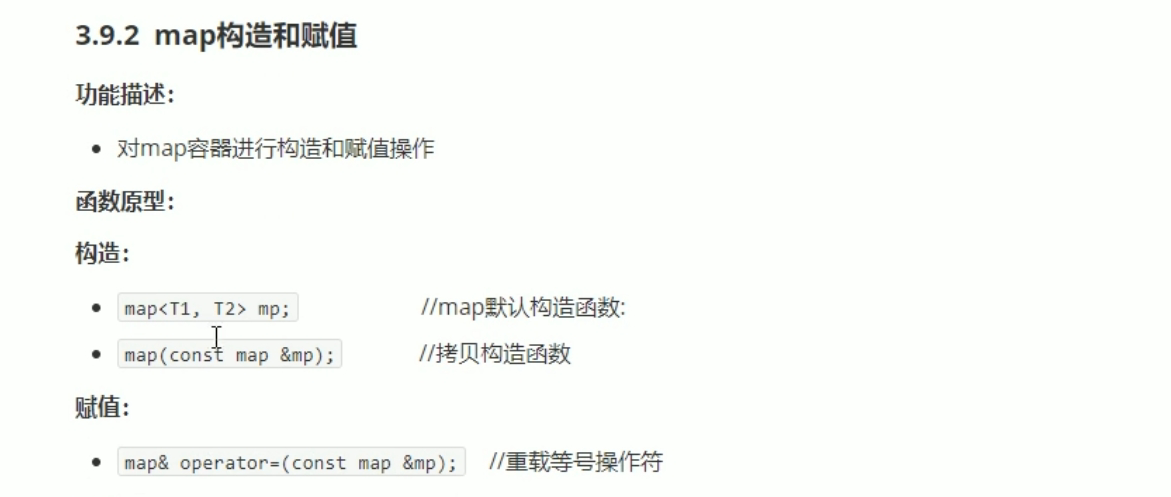 3.9.2 map构造和赋值
功能描述：
对map容器进行构造和赋值操作
函数原型：
构造：
map<T1, T2> mp; //map默认构造函数:
map(const map &mp); //拷贝构造函数
赋值：
map& operator=(const map &mp); //重载等号操作符